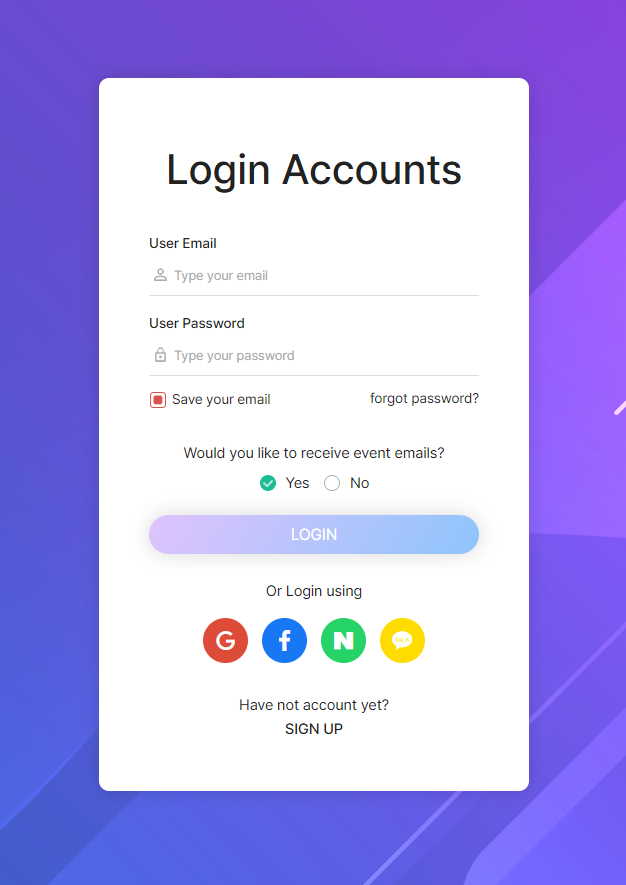 Login Accounts
User Email
Type your email
User Password
Type your password
Save your email
forgot password?
Would you like to receive event emails?
Yes
No
LOGIN
Or Login using
G f N TALK
Have not account yet?
SIGN UP